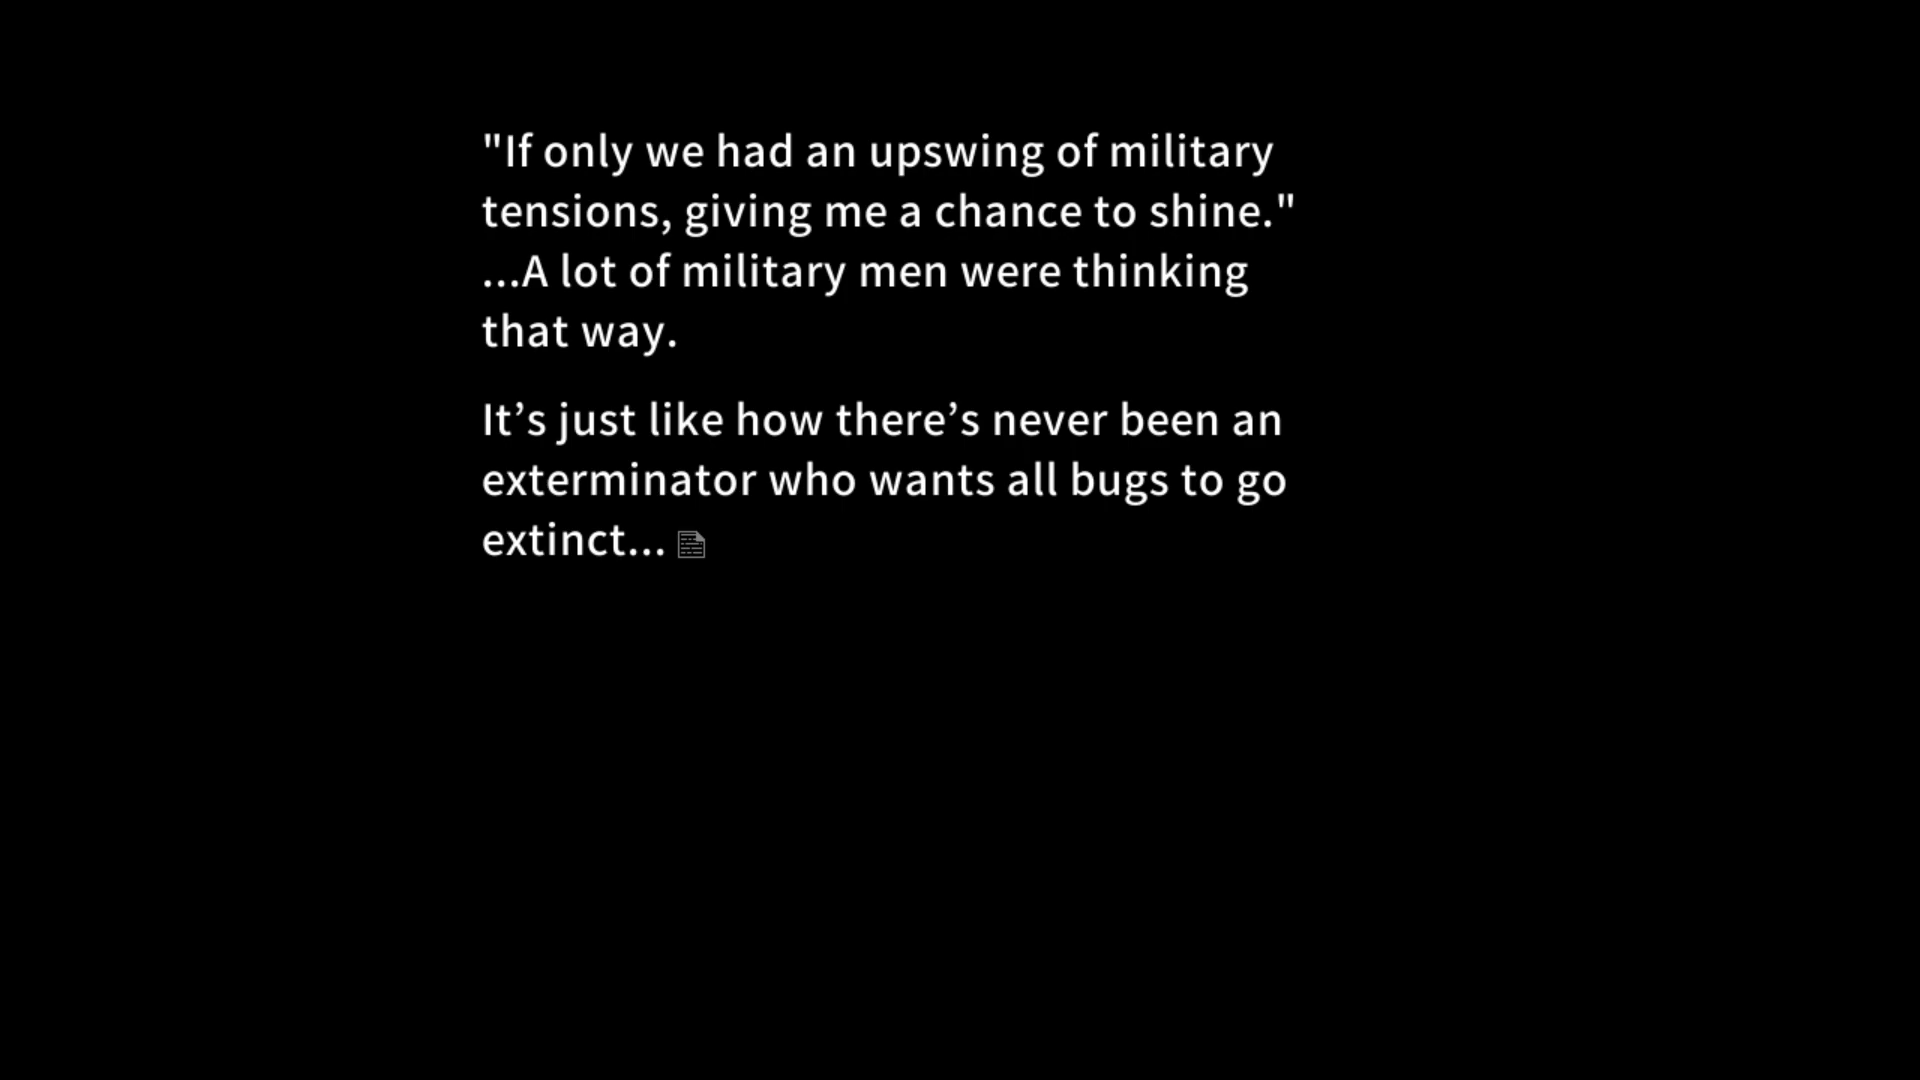 "If only we had an upswing of military
tensions, giving me a chance to shine."
...A lot of military men were thinking
that way.
It’s just like how there’s never been an
exterminator who wants all bugs to go
extinct...